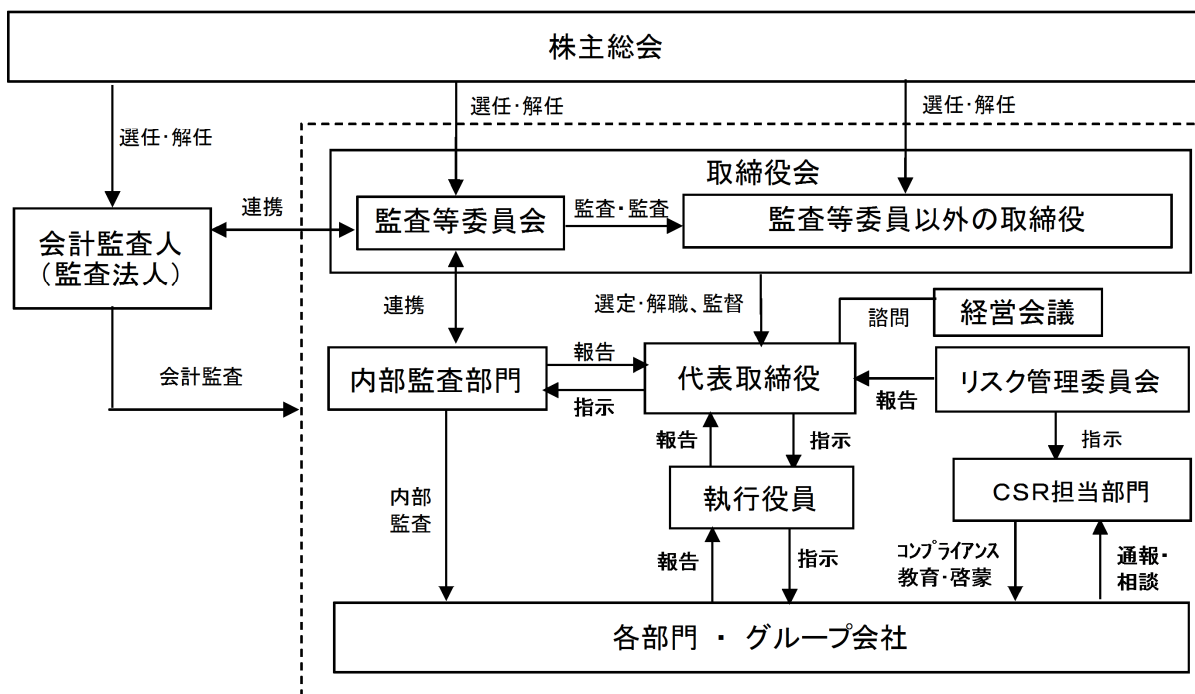 株主総会
選任・解任
選任・解任
選任・解任
取締役会
連携
監査等委員会
監査・監査
監査等委員以外の取締役
会計監査人
（監査法人）
連携
選定・解職、監督
諮問
経営会議
会計監査
内部監査部門
報告
指示
代表取締役
報告
リスク管理委員会
報告
指示
指示
執行役員
CSR担当部門
内部
監査
報告
指示
コンプライアンス
教育・啓蒙
通報・
相談
各部門 ・ グループ会社